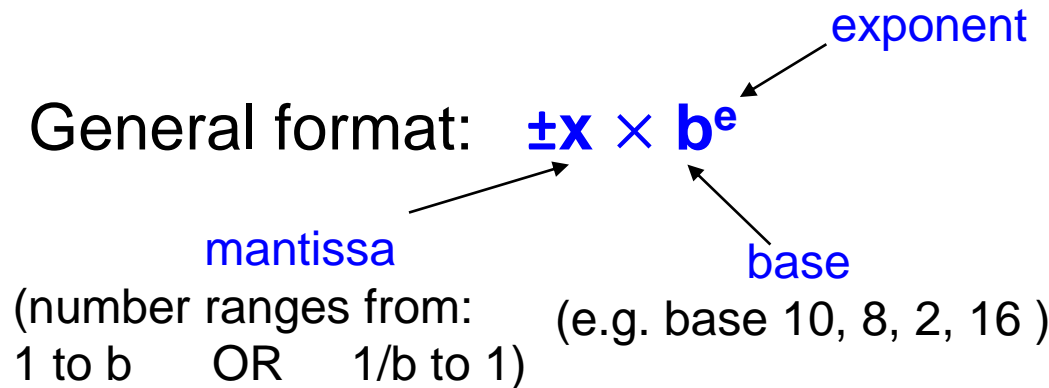 exponent
General format: ±x × bᵉ
mantissa
base
(number ranges from:
(e.g. base 10, 8, 2, 16 )
1 to b OR 1/b to 1)